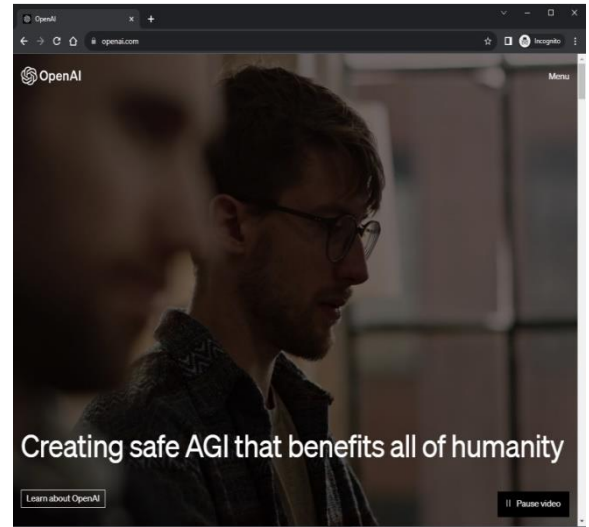 OpenAI
openai.com
Incognito
OpenAI
Menu
Creating safe AGI that benefits all of humanity
Learn about OpenAI
Pause video